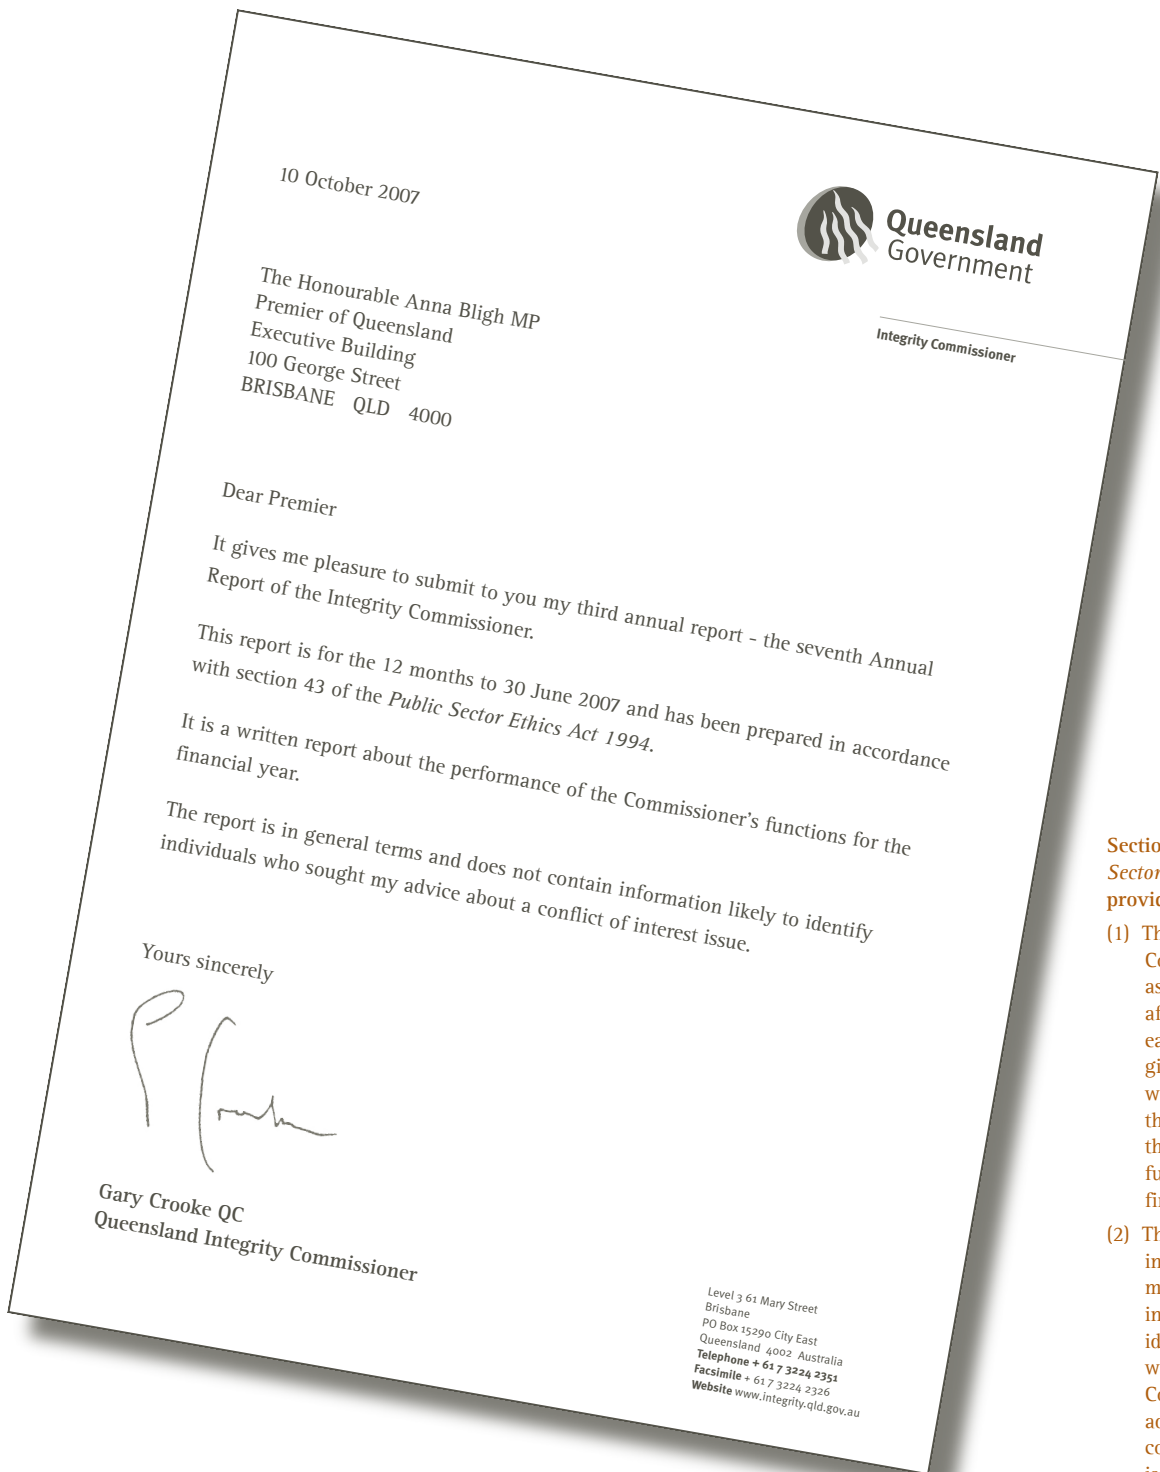 10 October 2007
Queensland
Government
Integrity Commissioner
The Honourable Anna Bligh MP
Premier of Queensland
Executive Building
100 George Street
BRISBANE QLD 4000
Dear Premier
It gives me pleasure to submit to you my third annual report - the seventh Annual
Report of the Integrity Commissioner.
This report is for the 12 months to 30 June 2007 and has been prepared in accordance
with section 43 of the Public Sector Ethics Act 1994.
It is a written report about the performance of the Commissioner's functions for the
financial year.
The report is in general terms and does not contain information likely to identify
individuals who sought my advice about a conflict of interest issue.
Yours sincerely
Gary Crooke QC
Queensland Integrity Commissioner
Level 3 61 Mary Street
Brisbane
PO Box 15290 City East
Queensland 4002 Australia
Telephone + 61 7 3224 2351
Facsimile + 61 7 3224 2326
Website www.integrity.qld.gov.au
(1)
(2)